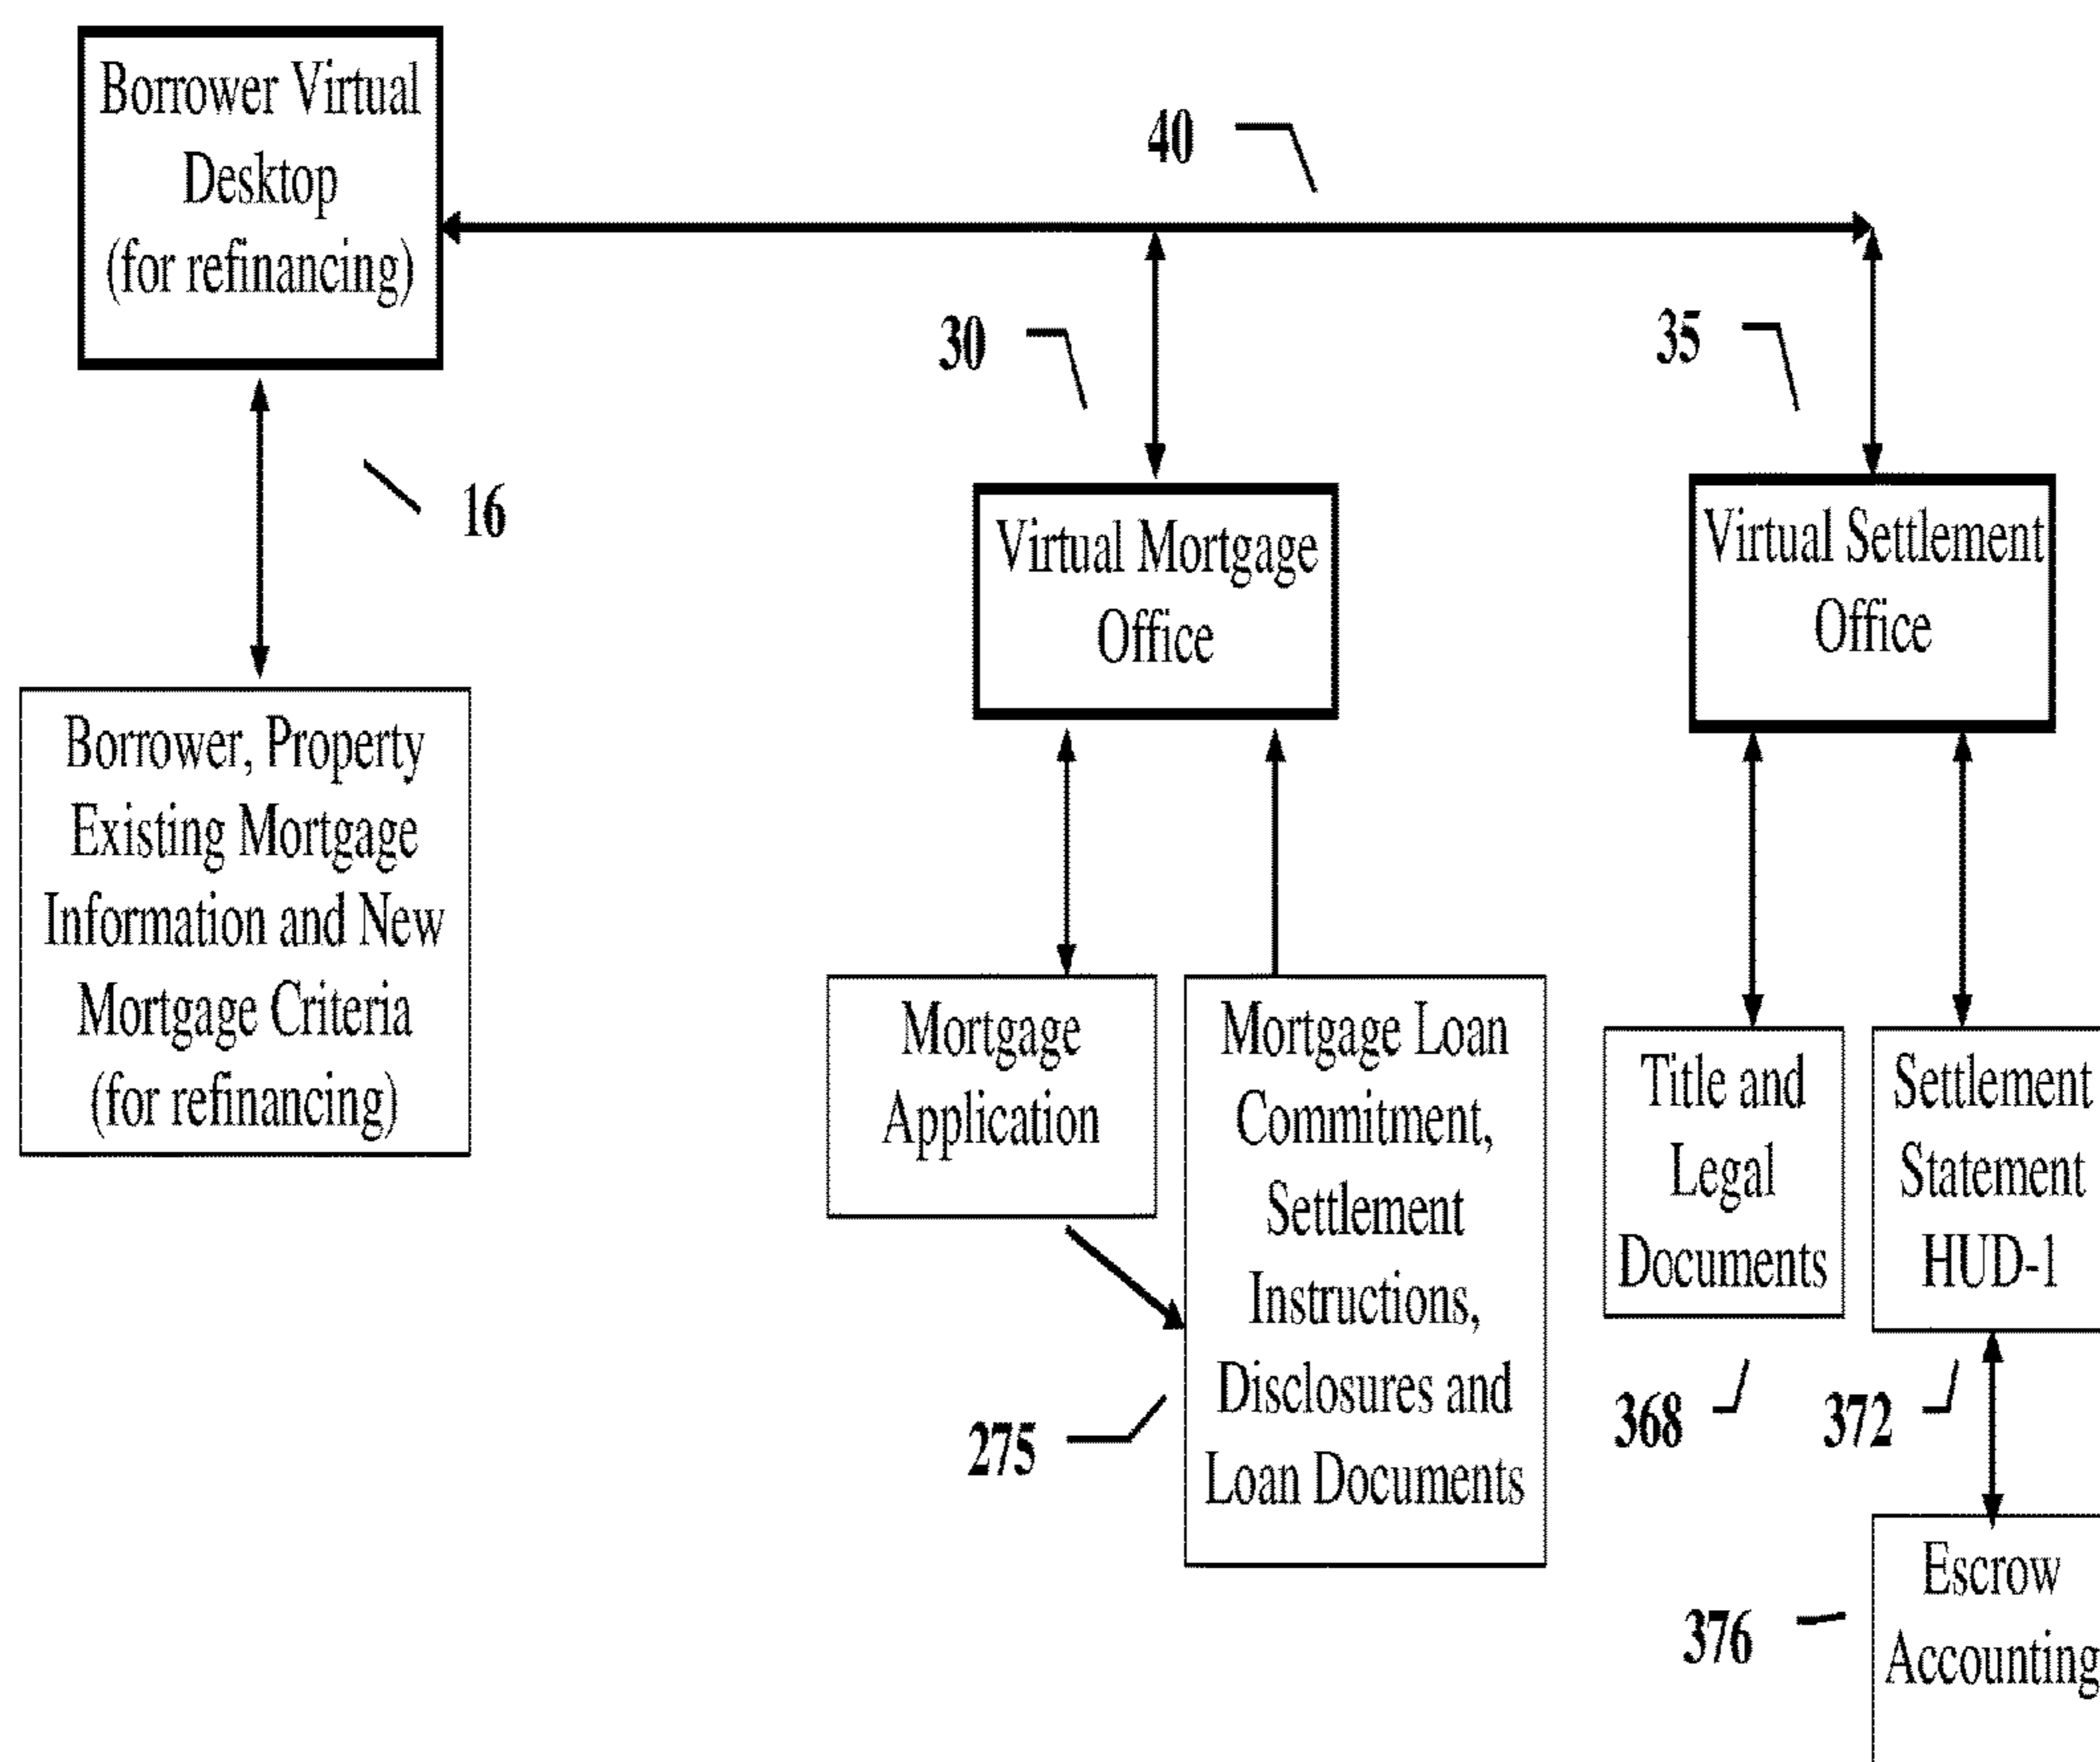 Borrower Virtual
Desktop
(for refinancing)
40
30
35
16
Virtual Mortgage
Office
Virtual Settlement
Office
Borrower, Property
Existing Mortgage
Information and New
Mortgage Criteria
(for refinancing)
Mortgage
Application
Mortgage Loan
Commitment,
Settlement
Instructions,
Disclosures and
Loan Documents
275
Title and
Legal
Documents
Settlement
Statement
HUD-1
368
372
Escrow
Accounting
376